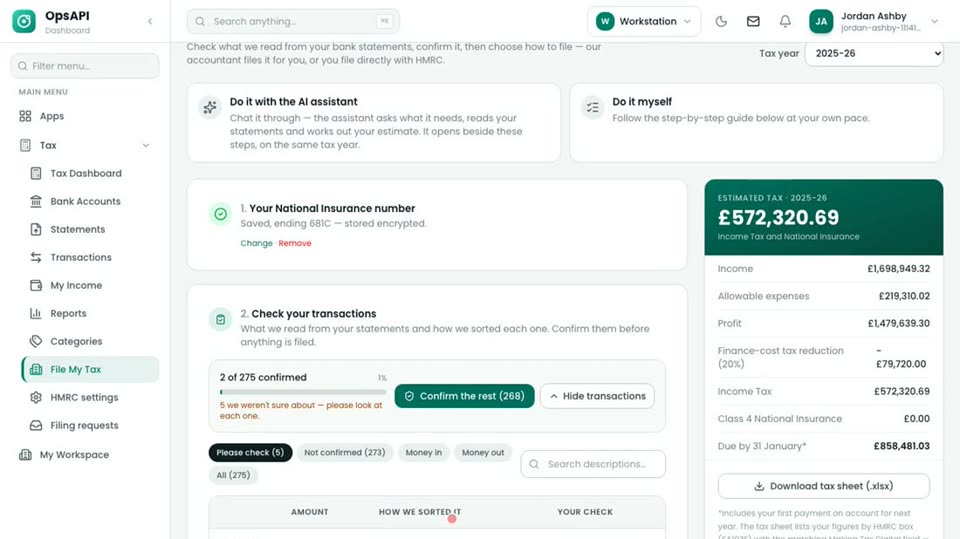 OpsAPI
Dashboard
Search anything...
⌘K
W
Workstation
JA
Jordan Ashby
jordan-ashby-11141...
Filter menu...
MAIN MENU
Apps
Tax
Tax Dashboard
Bank Accounts
Statements
Transactions
My Income
Reports
Categories
File My Tax
HMRC settings
Filing requests
My Workspace
Check what we read from your bank statements, confirm it, then choose how to file — our
accountant files it for you, or you file directly with HMRC.
Tax year
2025-26
Do it with the AI assistant
Chat it through — the assistant asks what it needs, reads your
statements and works out your estimate. It opens beside these
steps, on the same tax year.
Do it myself
Follow the step-by-step guide below at your own pace.
1. Your National Insurance number
Saved, ending 681C — stored encrypted.
Change · Remove
2. Check your transactions
What we read from your statements and how we sorted each one. Confirm them before
anything is filed.
2 of 275 confirmed
1%
5 we weren't sure about — please look at
each one.
Confirm the rest (268)
Hide transactions
Please check (5)
Not confirmed (273)
Money in
Money out
All (275)
Search descriptions...
AMOUNT
HOW WE SORTED IT
YOUR CHECK
ESTIMATED TAX · 2025-26
£572,320.69
Income Tax and National Insurance
Income
£1,698,949.32
Allowable expenses
£219,310.02
Profit
£1,479,639.30
Finance-cost tax reduction
(20%)
-
£79,720.00
Income Tax
£572,320.69
Class 4 National Insurance
£0.00
Due by 31 January*
£858,481.03
Download tax sheet (.xlsx)
*Includes your first payment on account for next
year. The tax sheet lists your figures by HMRC box
with the matching Making Tax Digital field —